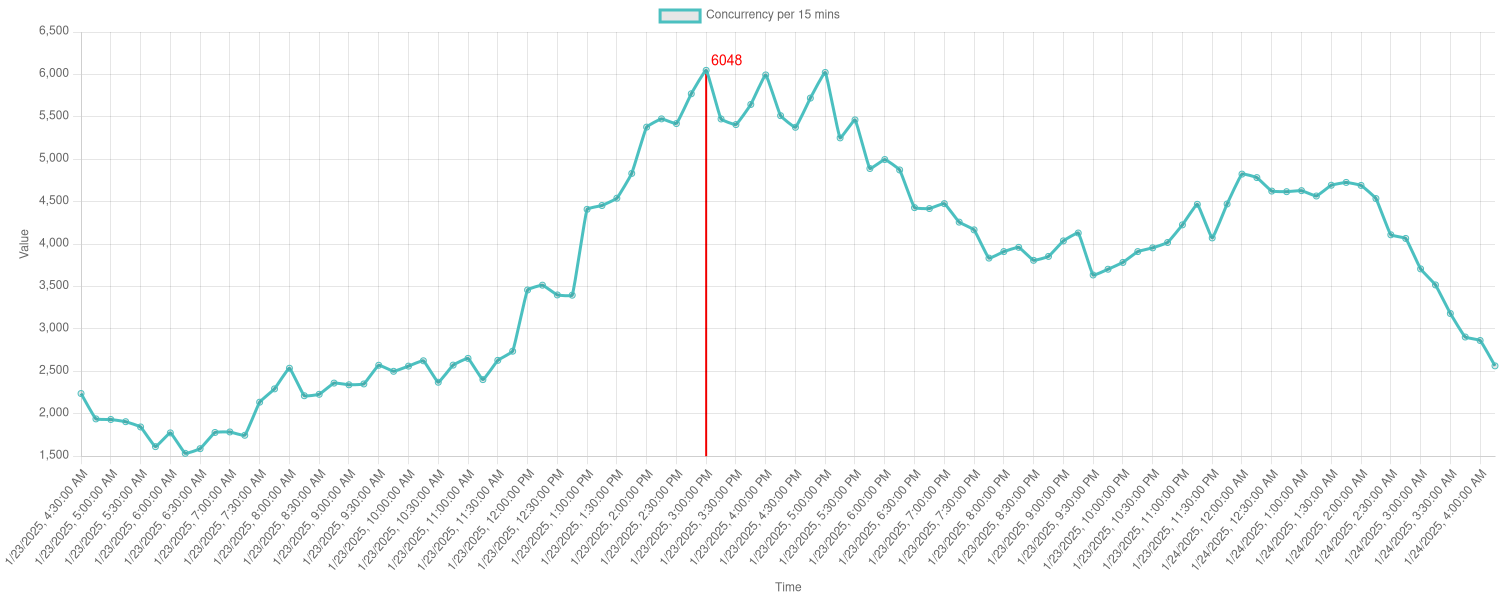 Concurrency per 15 mins
6048
Value
6,500
6,000
5,500
5,000
4,500
4,000
3,500
3,000
2,500
2,000
1,500
1/23/2025, 4:30:00 AM
1/23/2025, 5:00:00 AM
1/23/2025, 5:30:00 AM
1/23/2025, 6:00:00 AM
1/23/2025, 6:30:00 AM
1/23/2025, 7:00:00 AM
1/23/2025, 7:30:00 AM
1/23/2025, 8:00:00 AM
1/23/2025, 8:30:00 AM
1/23/2025, 9:00:00 AM
1/23/2025, 9:30:00 AM
1/23/2025, 10:00:00 AM
1/23/2025, 10:30:00 AM
1/23/2025, 11:00:00 AM
1/23/2025, 11:30:00 AM
1/23/2025, 12:00:00 PM
1/23/2025, 12:30:00 PM
1/23/2025, 1:00:00 PM
1/23/2025, 1:30:00 PM
1/23/2025, 2:00:00 PM
1/23/2025, 2:30:00 PM
1/23/2025, 3:00:00 PM
1/23/2025, 3:30:00 PM
1/23/2025, 4:00:00 PM
1/23/2025, 4:30:00 PM
1/23/2025, 5:00:00 PM
1/23/2025, 5:30:00 PM
1/23/2025, 6:00:00 PM
1/23/2025, 6:30:00 PM
1/23/2025, 7:00:00 PM
1/23/2025, 7:30:00 PM
1/23/2025, 8:00:00 PM
1/23/2025, 8:30:00 PM
1/23/2025, 9:00:00 PM
1/23/2025, 9:30:00 PM
1/23/2025, 10:00:00 PM
1/23/2025, 10:30:00 PM
1/23/2025, 11:00:00 PM
1/23/2025, 11:30:00 PM
1/24/2025, 12:00:00 AM
1/24/2025, 12:30:00 AM
1/24/2025, 1:00:00 AM
1/24/2025, 1:30:00 AM
1/24/2025, 2:00:00 AM
1/24/2025, 2:30:00 AM
1/24/2025, 3:00:00 AM
1/24/2025, 3:30:00 AM
1/24/2025, 4:00:00 AM
Time